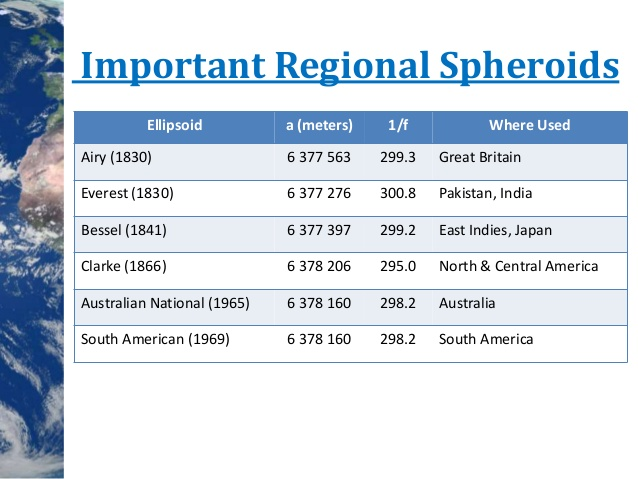 Important Regional Spheroids
Ellipsoid a (meters) 1/f Where Used
Airy (1830) 6 377 563 299.3 Great Britain
Everest (1830) 6 377 276 300.8 Pakistan, India
Bessel (1841) 6 377 397 299.2 East Indies, Japan
Clarke (1866) 6 378 206 295.0 North & Central America
Australian National (1965) 6 378 160 298.2 Australia
South American (1969) 6 378 160 298.2 South America